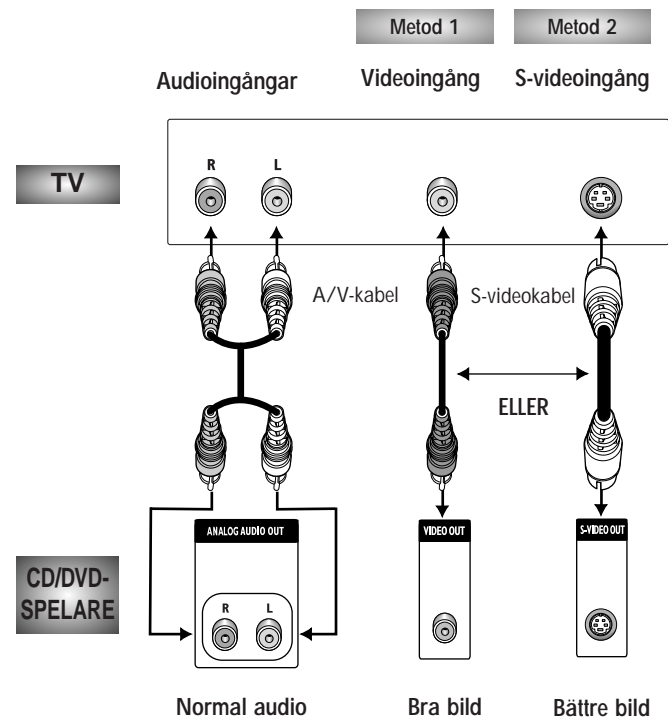 Metod 1
Metod 2
Audioingångar
Videoingång
S-videoingång
TV
R
L
A/V-kabel
S-videokabel
ELLER
CD/DVD-
SPELARE
ANALOG AUDIO OUT
R
L
VIDEO OUT
S-VIDEO OUT
Normal audio
Bra bild
Bättre bild